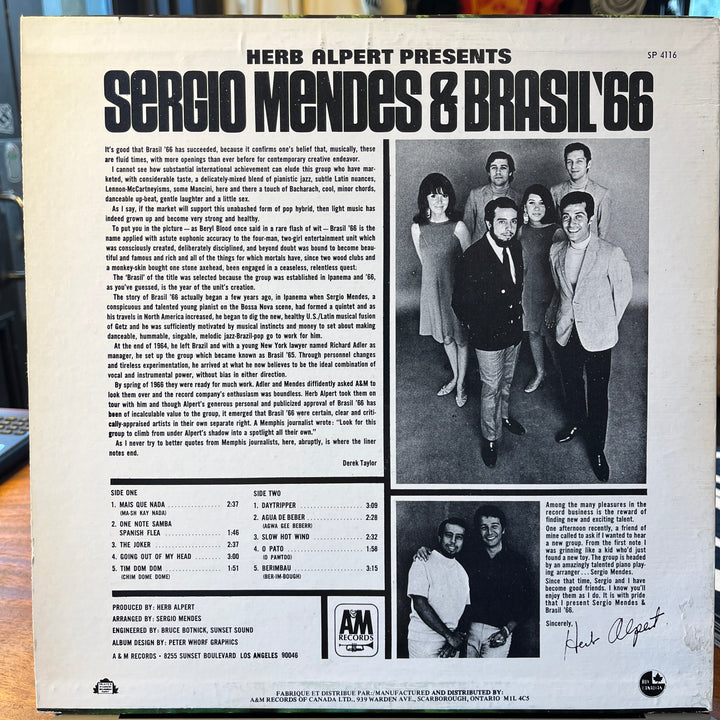 HERB ALPERT PRESENTS
SP 4116
SERGIO MENDES & BRASIL '66
It's good that Brasil '66 has succeeded, because it confirms one's belief that, musically, these
are fluid times, with more openings than ever before for contemporary creative endeavor.
I cannot see how substantial international achievement can elude this group who have mar-
keted, with considerable taste, a delicately-mixed blend of pianistic jazz, subtle Latin nuances,
Lennon-McCartneyisms, some Mancini, here and there a touch of Bacharach, cool, minor chords,
danceable up-beat, gentle laughter and a little sex.
As I say, if the market will support this unabashed form of pop hybrid, then light music has
indeed grown up and become very strong and healthy.
To put you in the picture — as Beryl Blood once said in a rare flash of wit — Brasil '66 is the
name applied with astute euphonic accuracy to the four-man, two-girl entertainment unit which
was consciously created, deliberately disciplined, and beyond doubt was bound to become beau-
tiful and famous and rich and all of the things for which mortals have, since two wood clubs and
a monkey-skin bought one stone axehead, been engaged in a ceaseless, relentless quest.
The 'Brasil' of the title was selected because the group was established in Ipanema and '66,
as you've guessed, is the year of the unit's creation.
The story of Brasil '66 actually began a few years ago, in Ipanema when Sergio Mendes, a
conspicuous and talented young pianist on the Bossa Nova scene, had formed a quintet and as
his travels in North America increased, he began to dig the new, healthy U.S./Latin musical fusion
of Getz and he was sufficiently motivated by musical instincts and money to set about making
danceable, hummable, singable, melodic jazz-Brazil-pop go to work for him.
At the end of 1964, he left Brazil and with a young New York lawyer named Richard Adler as
manager, he set up the group which became known as Brasil '65. Through personnel changes
and tireless experimentation, he arrived at what he now believes to be the ideal combination of
vocal and instrumental power, without bias in either direction.
By spring of 1966 they were ready for much work. Adler and Mendes diffidently asked A&M to
look them over and the record company's enthusiasm was boundless. Herb Alpert took them on
tour with him and though Alpert's generous personal and publicized approval of Brasil '66 has
been of incalculable value to the group, it emerged that Brasil '66 were certain, clear and criti-
cally-appraised artists in their own separate right. A Memphis journalist wrote: "Look for this
group to climb from under Alpert's shadow into a spotlight all their own."
As I never try to better quotes from Memphis journalists, here, abruptly, is where the liner
notes end.
Derek Taylor
SIDE ONE
1. MAIS QUE NADA 2:37
(MA-SH KAY NADA)
2. ONE NOTE SAMBA
SPANISH FLEA 1:46
3. THE JOKER 2:37
4. GOING OUT OF MY HEAD 3:00
5. TIM DOM DOM 1:51
(CHIM DOME DOME)
SIDE TWO
1. DAYTRIPPER 3:09
2. AGUA DE BEBER 2:28
(AGWA GEE BEBERR)
3. SLOW HOT WIND 2:32
4. O PATO 1:58
(O PAWTOO)
5. BERIMBAU 3:15
(BER-IM-BOUGH)
PRODUCED BY: HERB ALPERT
ARRANGED BY: SERGIO MENDES
ENGINEERED BY: BRUCE BOTNICK, SUNSET SOUND
ALBUM DESIGN BY: PETER WHORF GRAPHICS
A & M RECORDS • 8255 SUNSET BOULEVARD LOS ANGELES 90046
A&M
RECORDS
Among the many pleasures in the
record business is the reward of
finding new and exciting talent.
One afternoon recently, a friend of
mine called to ask if I wanted to hear
a new group. From the first note I
was grinning like a kid who'd just
found a new toy. The group is headed
by an amazingly talented piano play-
ing arranger . . . Sergio Mendes.
Since that time, Sergio and I have
become good friends. I know you'll
enjoy them as I do. It is with pride
that I present Sergio Mendes &
Brasil '66.
Sincerely,
Herb Alpert
FABRIQUE ET DISTRIBUE PAR:/MANUFACTURED AND DISTRIBUTED BY:
A&M RECORDS OF CANADA LTD., 939 WARDEN AVE., SCARBOROUGH, ONTARIO M1L 4C5